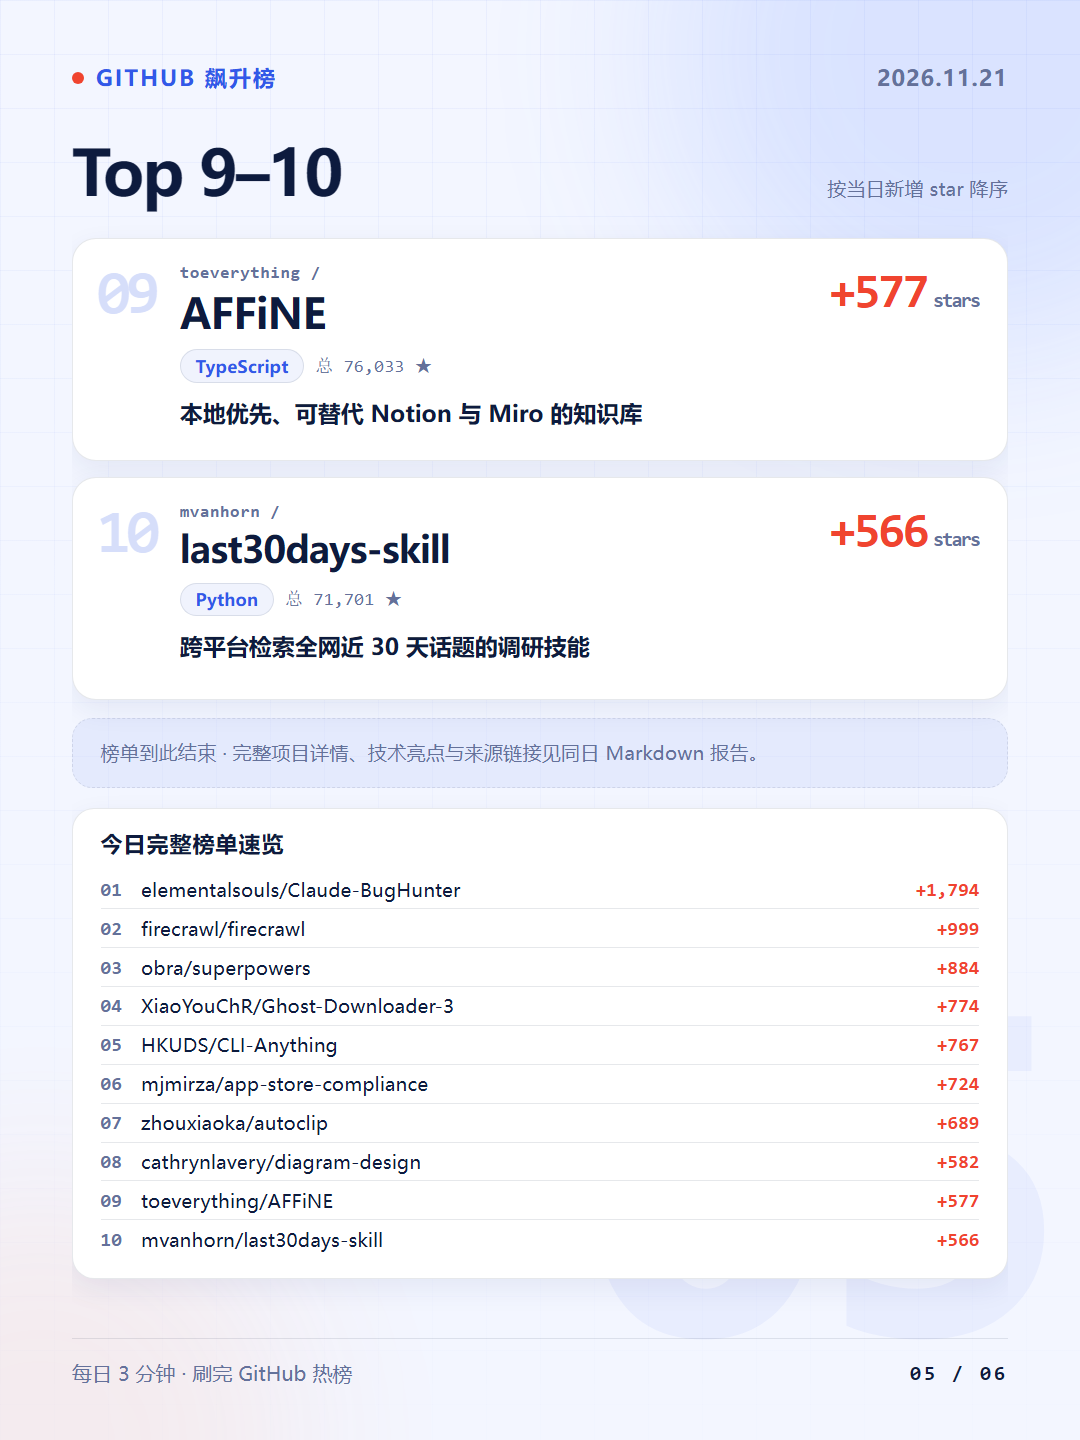 GITHUB 飙升榜
2026.11.21
Top 9–10
按当日新增 star 降序
09
toeverything /
AFFiNE
+577 stars
TypeScript 总 76,033 ★
本地优先、可替代 Notion 与 Miro 的知识库
10
mvanhorn /
last30days-skill
+566 stars
Python 总 71,701 ★
跨平台检索全网近 30 天话题的调研技能
榜单到此结束 · 完整项目详情、技术亮点与来源链接见同日 Markdown 报告。
今日完整榜单速览
01 elementalsouls/Claude-BugHunter +1,794
02 firecrawl/firecrawl +999
03 obra/superpowers +884
04 XiaoYouChR/Ghost-Downloader-3 +774
05 HKUDS/CLI-Anything +767
06 mjmirza/app-store-compliance +724
07 zhouxiaoka/autoclip +689
08 cathrynlavery/diagram-design +582
09 toeverything/AFFiNE +577
10 mvanhorn/last30days-skill +566
05
每日 3 分钟 · 刷完 GitHub 热榜
05 / 06